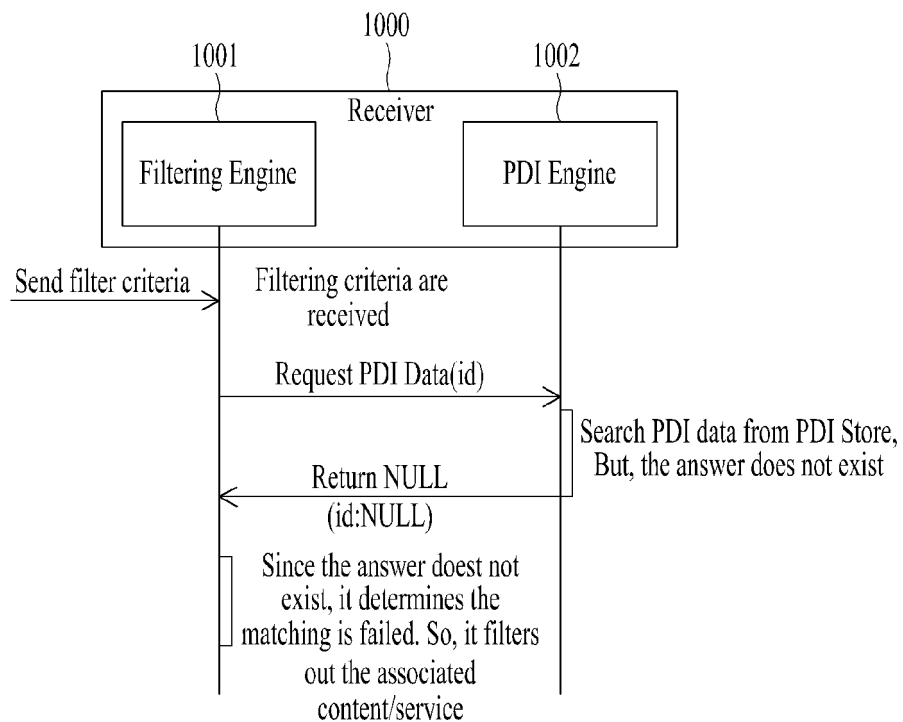 1000
1001
1002
Receiver
Filtering Engine
PDI Engine
Send filter criteria
Filtering criteria are
received
Request PDI Data(id)
Search PDI data from PDI Store,
But, the answer does not exist
Return NULL
(id:NULL)
Since the answer doest not
exist, it determines the
matching is failed. So, it filters
out the associated
content/service